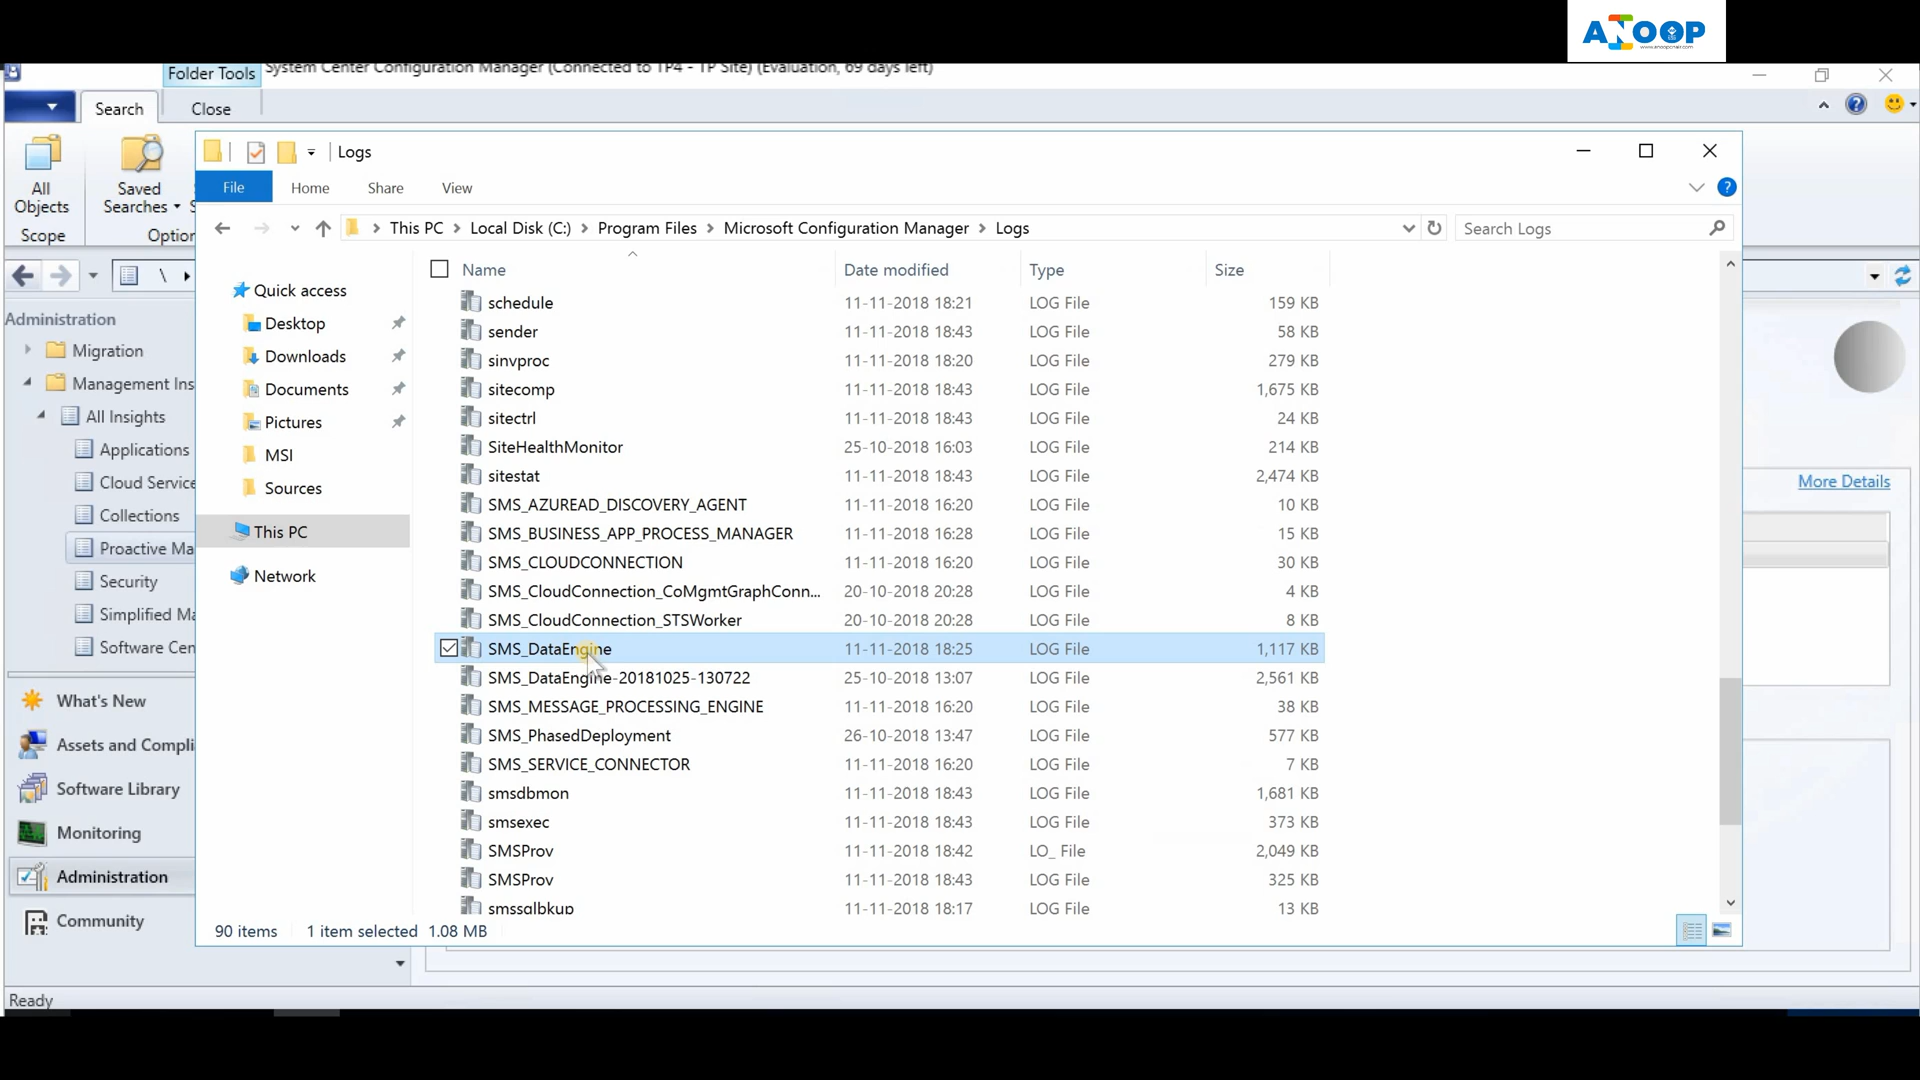 ANOOP
www.anoopcnair.com
Folder Tools
System Center Configuration Manager (Connected to TP4 - TP Site) (Evaluation, 69 days left)
Search
Close
All Objects
Saved Searches
Scope
Option
Logs
File
Home
Share
View
This PC
Local Disk (C:)
Program Files
Microsoft Configuration Manager
Logs
Search Logs
\
Administration
Migration
Management Ins
All Insights
Applications
Cloud Service
Collections
Proactive Ma
Security
Simplified Ma
Software Cen
What's New
Assets and Compli
Software Library
Monitoring
Administration
Community
Quick access
Desktop
Downloads
Documents
Pictures
MSI
Sources
This PC
Network
Name Date modified Type Size
schedule 11-11-2018 18:21 LOG File 159 KB
sender 11-11-2018 18:43 LOG File 58 KB
sinvproc 11-11-2018 18:20 LOG File 279 KB
sitecomp 11-11-2018 18:43 LOG File 1,675 KB
sitectrl 11-11-2018 18:43 LOG File 24 KB
SiteHealthMonitor 25-10-2018 16:03 LOG File 214 KB
sitestat 11-11-2018 18:43 LOG File 2,474 KB
SMS_AZUREAD_DISCOVERY_AGENT 11-11-2018 16:20 LOG File 10 KB
SMS_BUSINESS_APP_PROCESS_MANAGER 11-11-2018 16:28 LOG File 15 KB
SMS_CLOUDCONNECTION 11-11-2018 16:20 LOG File 30 KB
SMS_CloudConnection_CoMgmtGraphConn... 20-10-2018 20:28 LOG File 4 KB
SMS_CloudConnection_STSWorker 20-10-2018 20:28 LOG File 8 KB
SMS_DataEngine 11-11-2018 18:25 LOG File 1,117 KB
SMS_DataEngine-20181025-130722 25-10-2018 13:07 LOG File 2,561 KB
SMS_MESSAGE_PROCESSING_ENGINE 11-11-2018 16:20 LOG File 38 KB
SMS_PhasedDeployment 26-10-2018 13:47 LOG File 577 KB
SMS_SERVICE_CONNECTOR 11-11-2018 16:20 LOG File 7 KB
smsdbmon 11-11-2018 18:43 LOG File 1,681 KB
smsexec 11-11-2018 18:43 LOG File 373 KB
SMSProv 11-11-2018 18:42 LO_ File 2,049 KB
SMSProv 11-11-2018 18:43 LOG File 325 KB
smssqlbkup 11-11-2018 18:17 LOG File 13 KB
More Details
90 items 1 item selected 1.08 MB
Ready